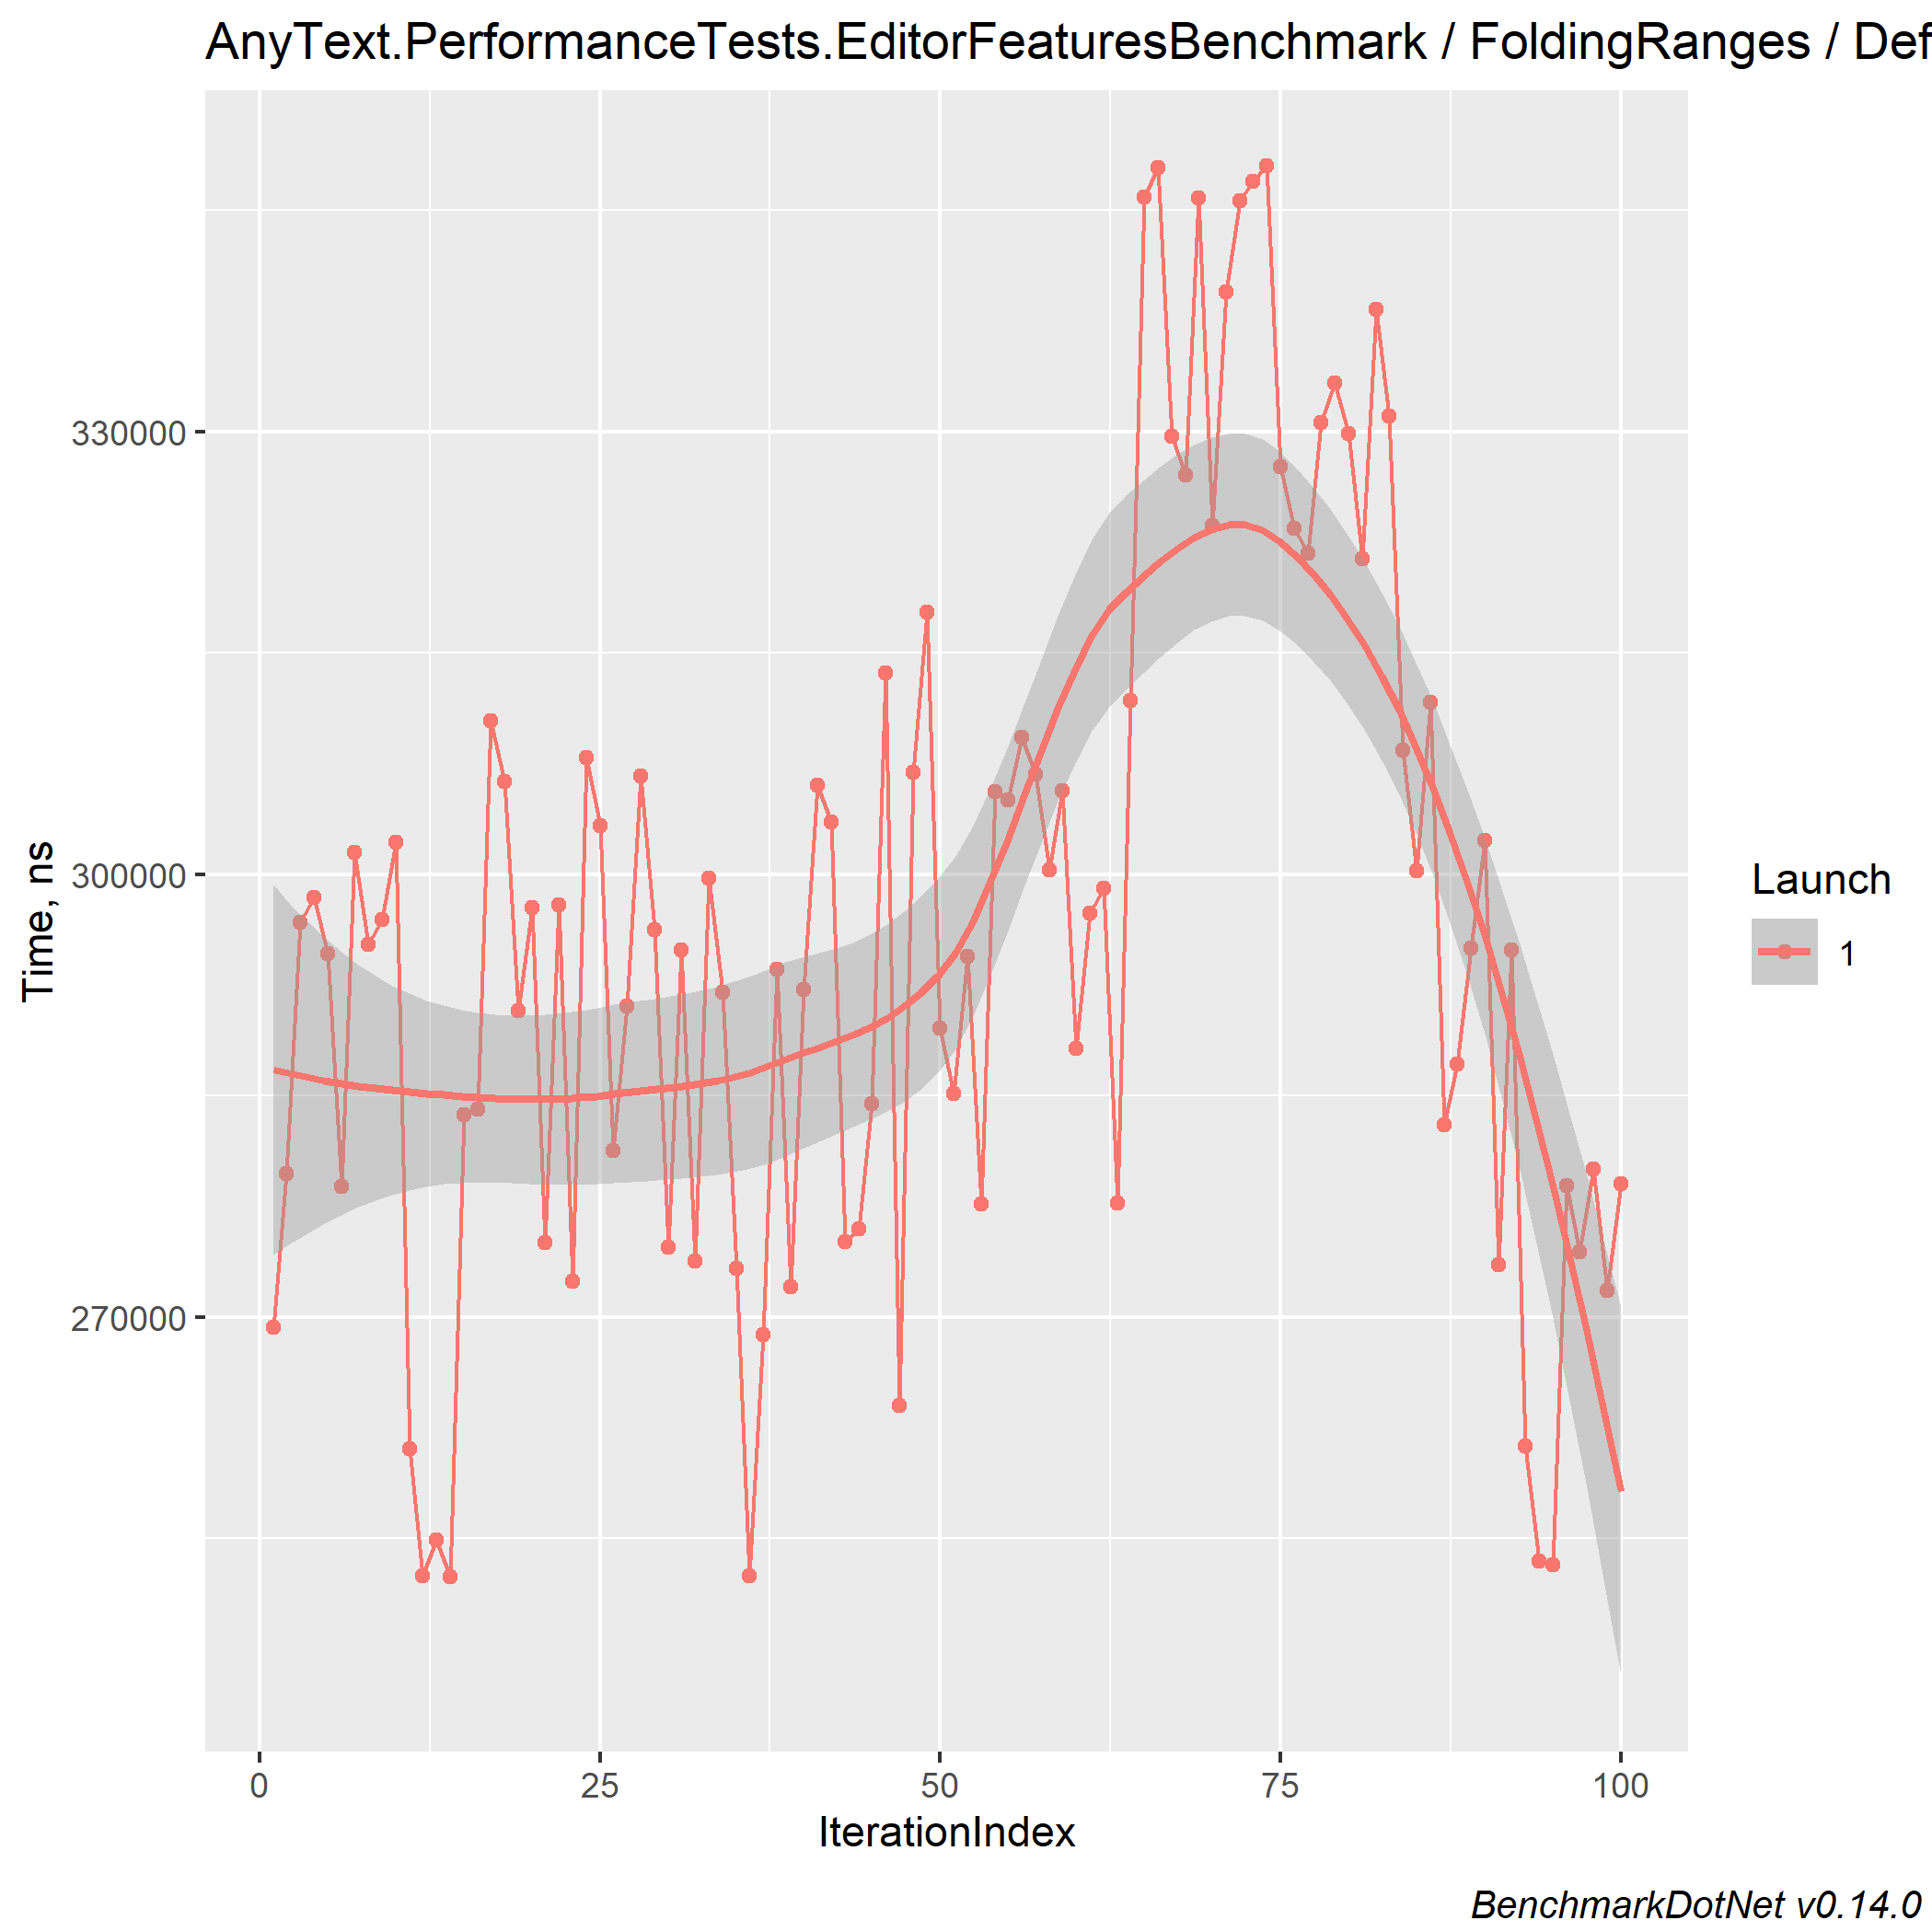 AnyText.PerformanceTests.EditorFeaturesBenchmark / FoldingRanges / Def
Time, ns
330000
300000
270000
0 25 50 75 100
IterationIndex
Launch
1
BenchmarkDotNet v0.14.0